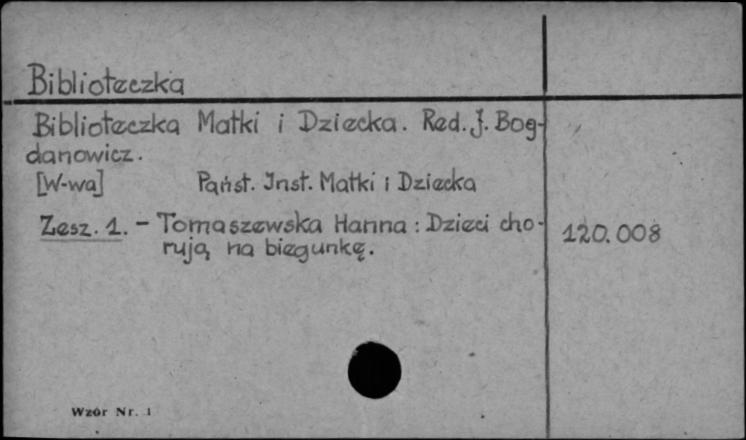 Biblioteczka
Biblioteczka Matki i Dziecka. Red. J. Bog-
danowicz.
[W-wa] Państ. Inst. Matki i Dziecka
Zesz. 1. - Tomaszewska Hanna: Dzieci cho- 120.008
rują na biegunkę.
Wzór Nr. 1